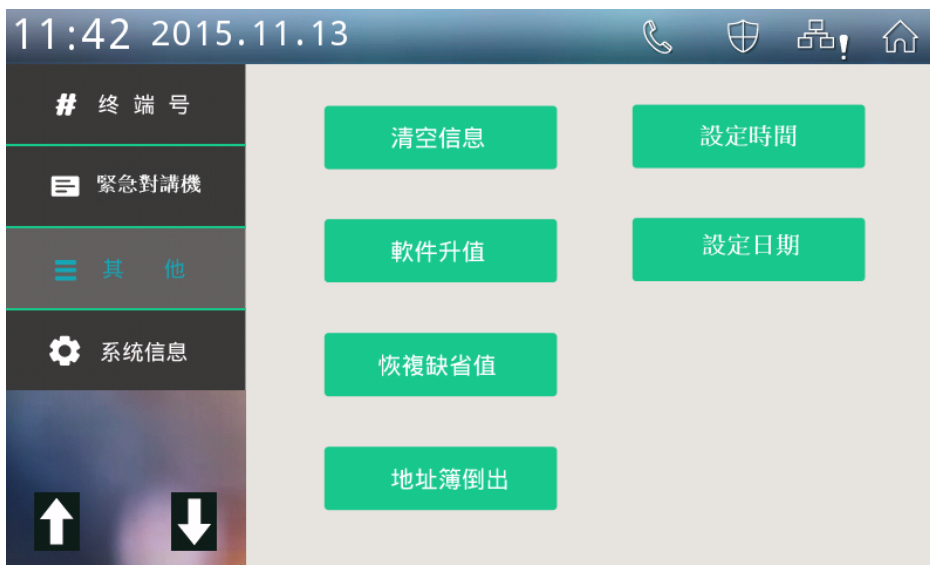 11:42 2015.11.13
# 终端号
緊急對講機
其他
系统信息
清空信息
設定時間
軟件升值
設定日期
恢複缺省值
地址簿倒出